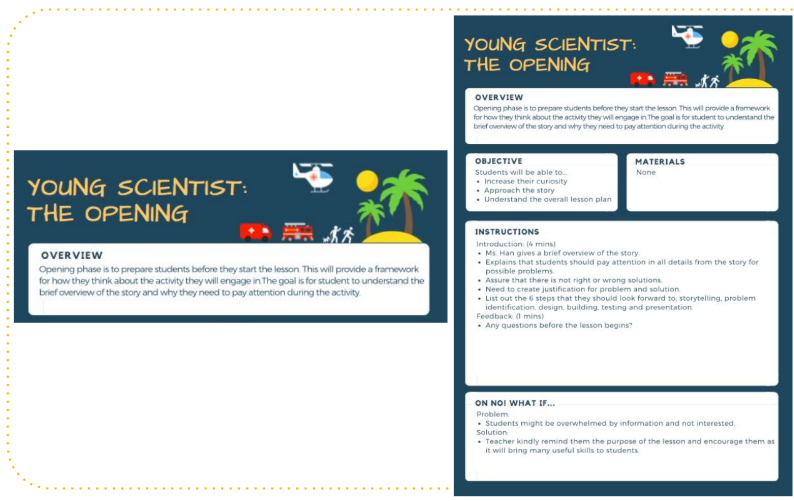 YOUNG SCIENTIST:
THE OPENING
OVERVIEW
Opening phase is to prepare students before they start the lesson. This will provide a framework
for how they think about the activity they will engage in.The goal is for student to understand the
brief overview of the story and why they need to pay attention during the activity.
YOUNG SCIENTIST:
THE OPENING
OVERVIEW
Opening phase is to prepare students before they start the lesson. This will provide a framework
for how they think about the activity they will engage in.The goal is for student to understand the
brief overview of the story and why they need to pay attention during the activity.
OBJECTIVE
Students will be able to...
• Increase their curiosity
• Approach the story
• Understand the overall lesson plan
MATERIALS
None
INSTRUCTIONS
Introduction: (4 mins)
• Ms. Han gives a brief overview of the story.
• Explains that students should pay attention in all details from the story for
possible problems.
• Assure that there is not right or wrong solutions.
• Need to create justification for problem and solution.
• List out the 6 steps that they should look forward to, storytelling, problem
identification, design, building, testing and presentation.
Feedback: (1 mins)
• Any questions before the lesson begins?
ON NO! WHAT IF...
Problem:
• Students might be overwhelmed by information and not interested.
Solution:
• Teacher kindly remind them the purpose of the lesson and encourage them as
it will bring many useful skills to students.